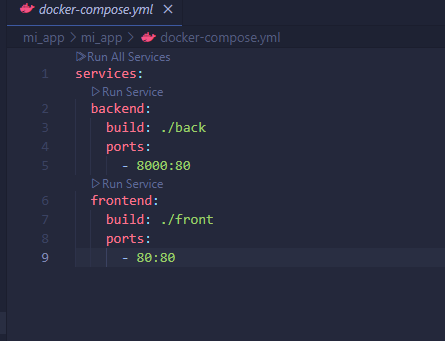 docker-compose.yml ×
mi_app > mi_app > docker-compose.yml
Run All Services
1 services:
Run Service
2   backend:
3     build: ./back
4     ports:
5       - 8000:80
Run Service
6   frontend:
7     build: ./front
8     ports:
9       - 80:80